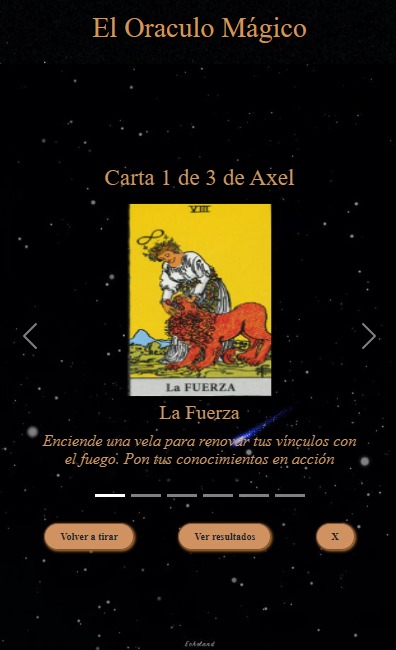 El Oraculo Mágico
Carta 1 de 3 de Axel
VIII
La FUERZA
La Fuerza
Enciende una vela para renovar tus vínculos con
el fuego. Pon tus conocimientos en acción
Volver a tirar
Ver resultados
X